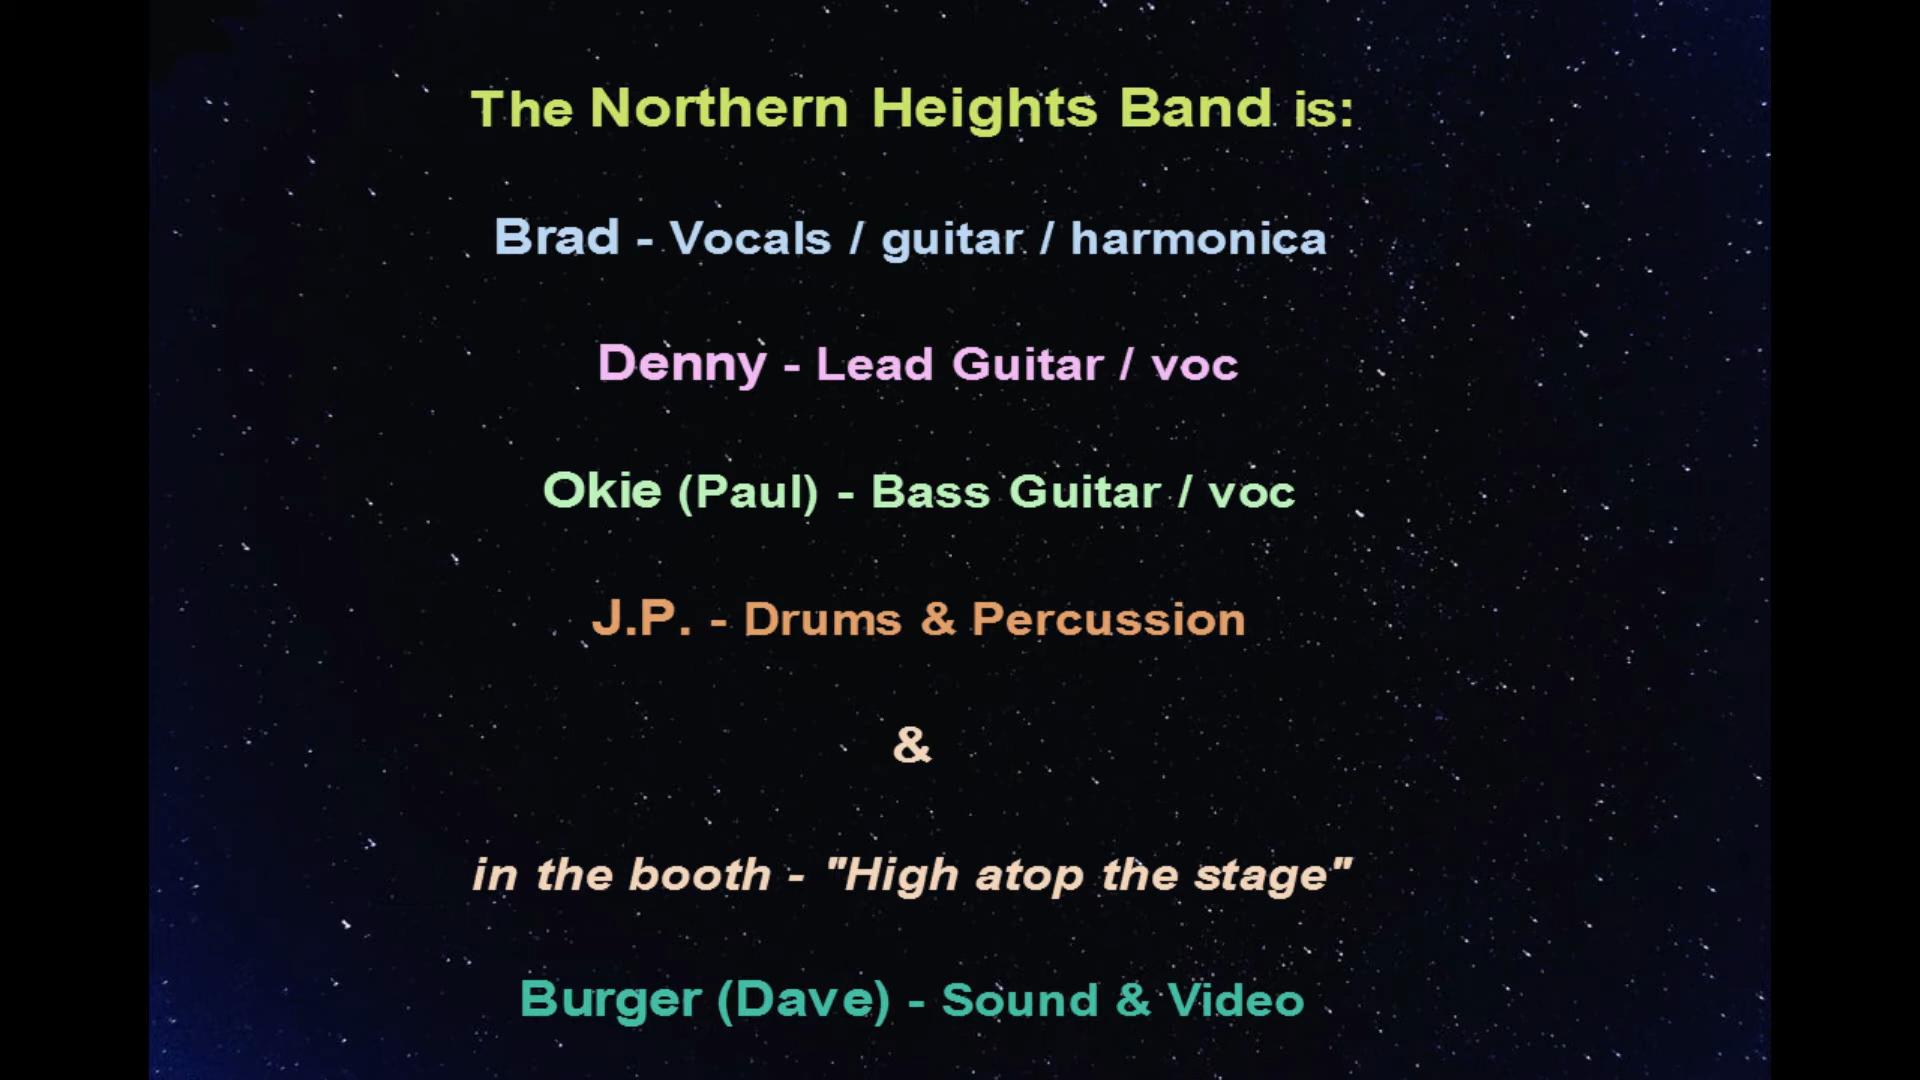 The Northern Heights Band is:
Brad - Vocals / guitar / harmonica
Denny - Lead Guitar / voc
Okie (Paul) - Bass Guitar / voc
J.P. - Drums & Percussion
&
in the booth - "High atop the stage"
Burger (Dave) - Sound & Video